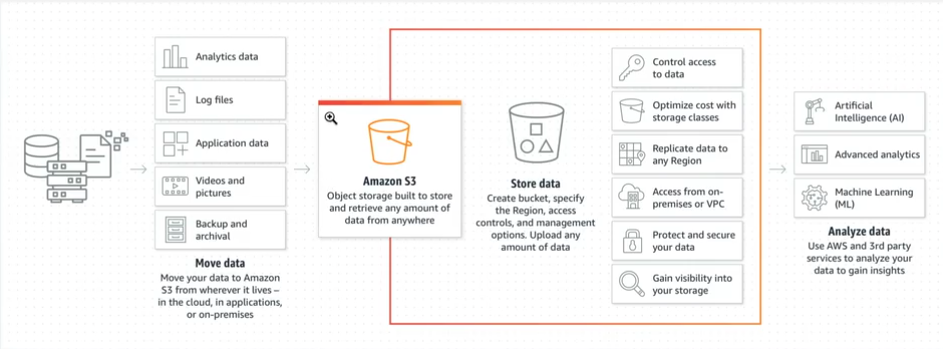 Analytics data
Log files
Application data
Videos and
pictures
Backup and
archival
Move data
Move your data to Amazon
S3 from wherever it lives –
in the cloud, in applications,
or on-premises
Amazon S3
Object storage built to store
and retrieve any amount of
data from anywhere
Store data
Create bucket, specify
the Region, access
controls, and management
options. Upload any
amount of data
Control access
to data
Optimize cost with
storage classes
Replicate data to
any Region
Access from on-
premises or VPC
Protect and secure
your data
Gain visibility into
your storage
Artificial
Intelligence (AI)
Advanced analytics
Machine Learning
(ML)
Analyze data
Use AWS and 3rd party
services to analyze your
data to gain insights